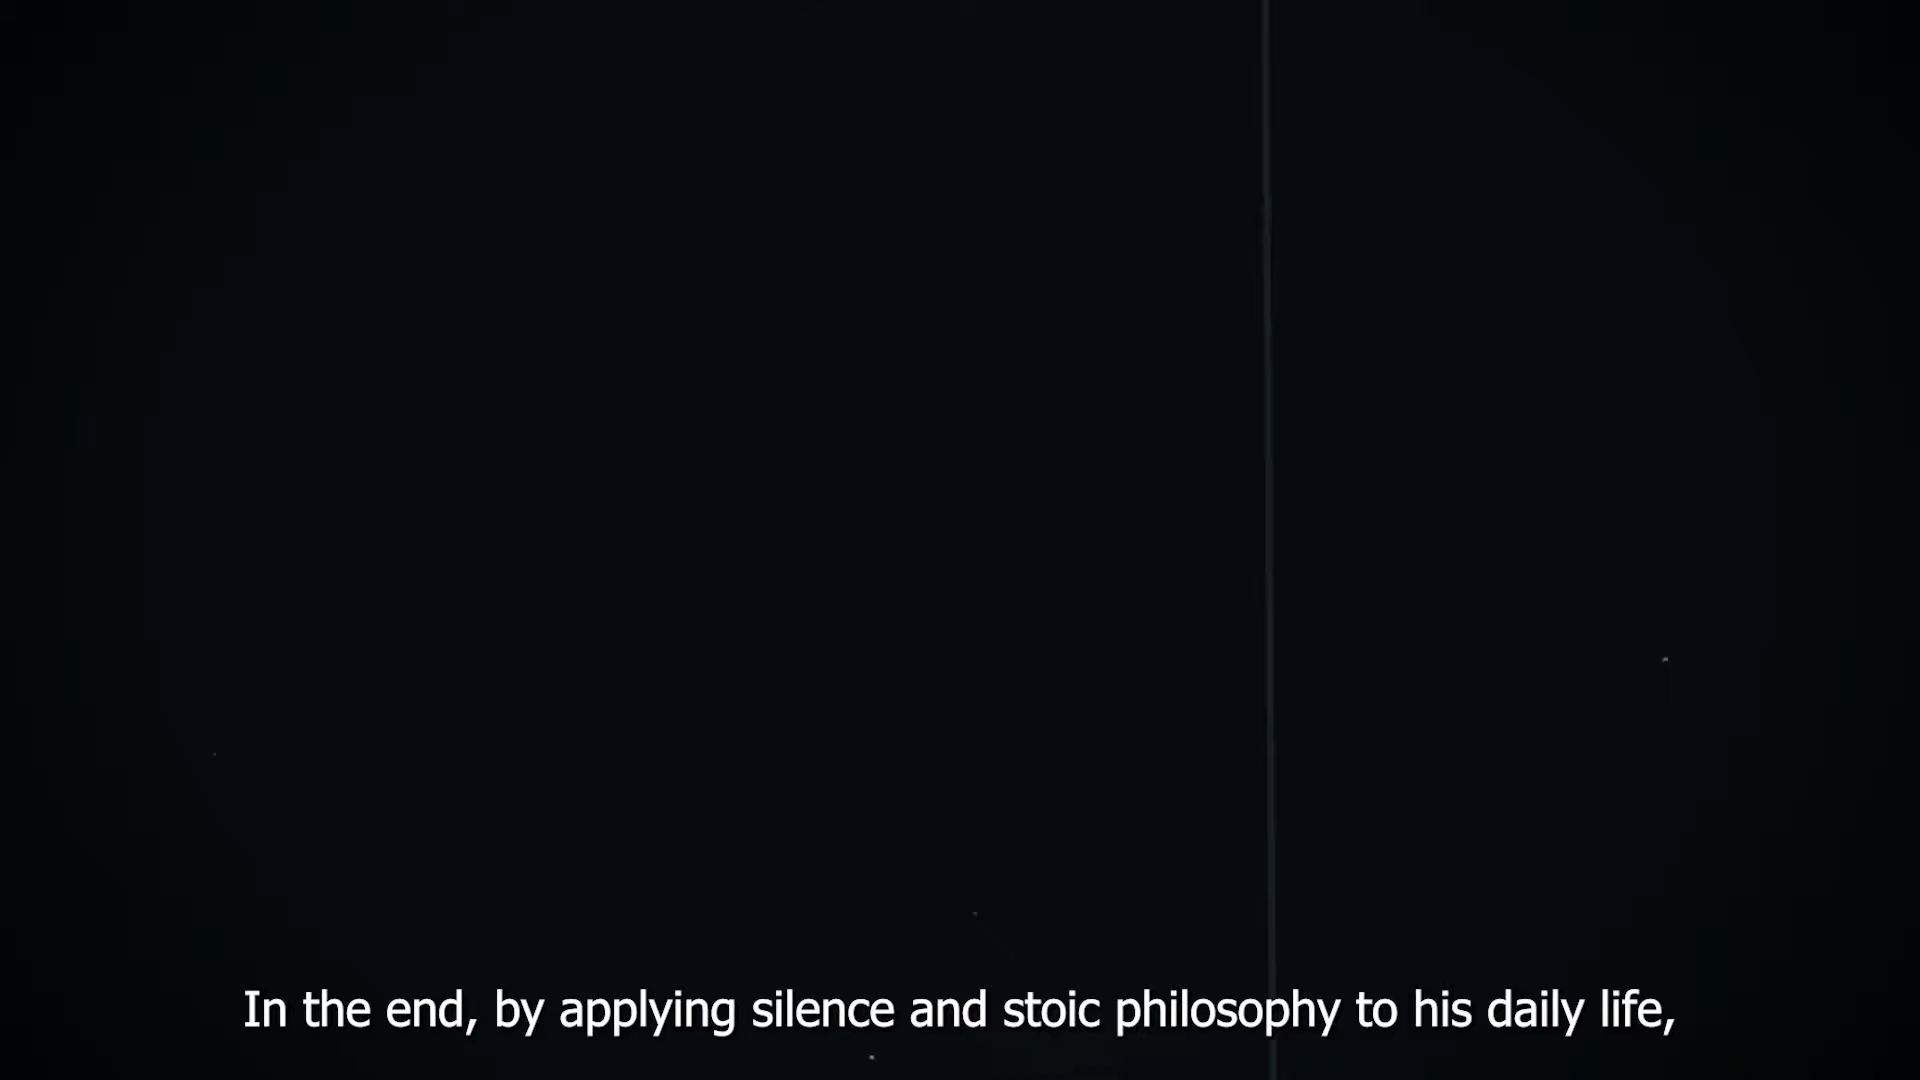 In the end, by applying silence and stoic philosophy to his daily life,